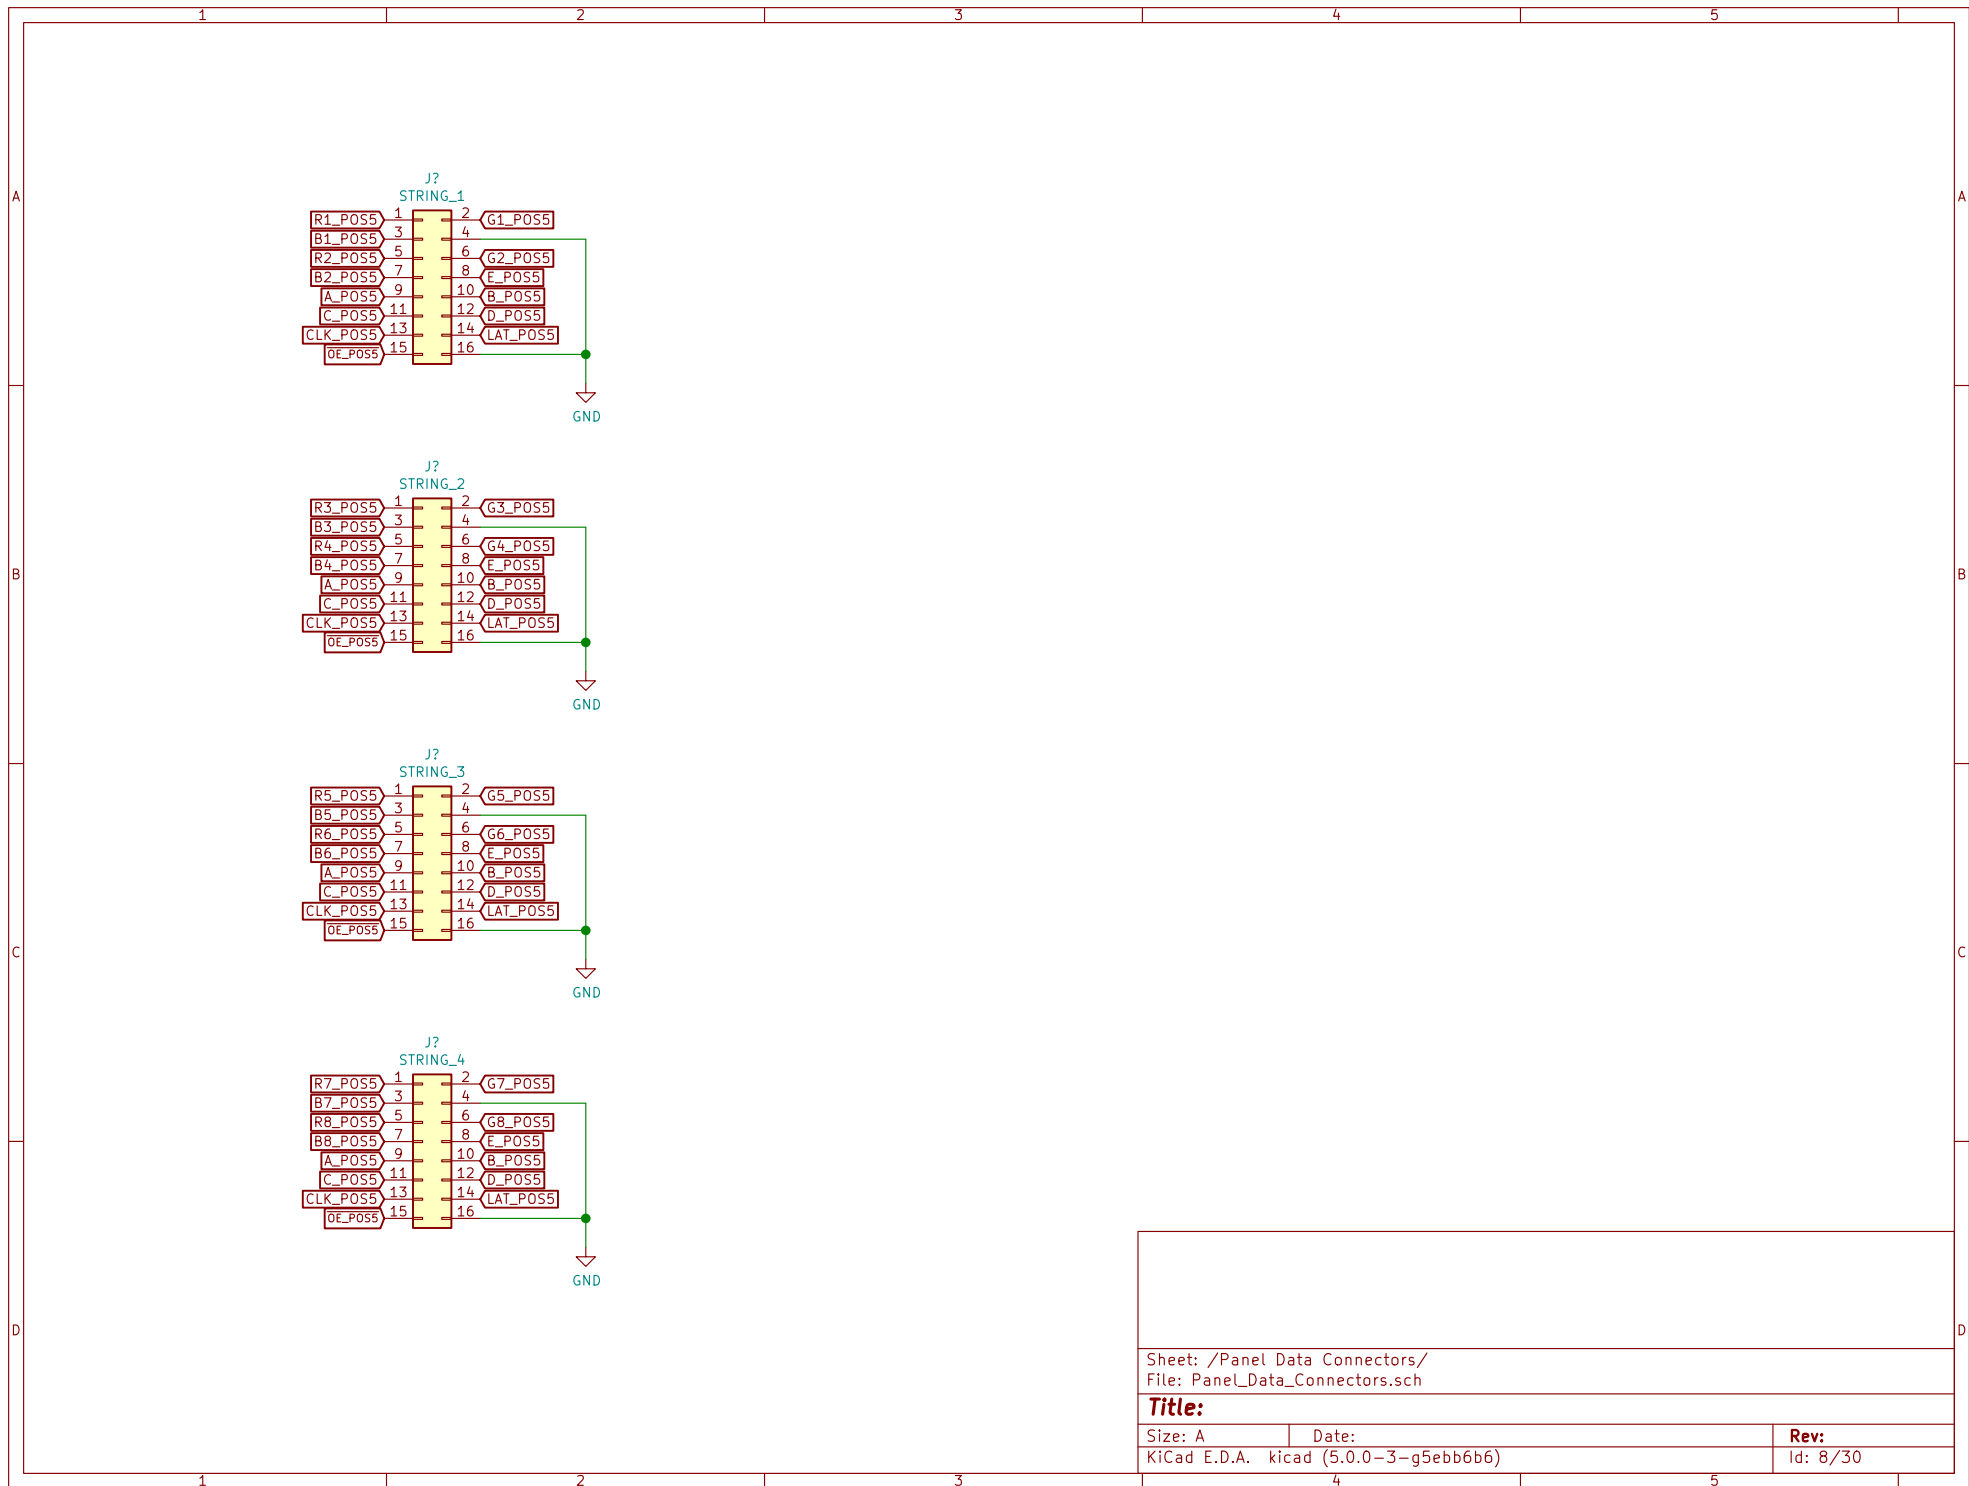 1 2 3 4 5
A A
J?
STRING_1
R1_POS5 1 2 G1_POS5
B1_POS5 3 4
R2_POS5 5 6 G2_POS5
B2_POS5 7 8 E_POS5
A_POS5 9 10 B_POS5
C_POS5 11 12 D_POS5
CLK_POS5 13 14 LAT_POS5
OE_POS5 15 16
GND
J?
STRING_2
R3_POS5 1 2 G3_POS5
B3_POS5 3 4
R4_POS5 5 6 G4_POS5
B4_POS5 7 8 E_POS5
B B
A_POS5 9 10 B_POS5
C_POS5 11 12 D_POS5
CLK_POS5 13 14 LAT_POS5
OE_POS5 15 16
GND
J?
STRING_3
R5_POS5 1 2 G5_POS5
B5_POS5 3 4
R6_POS5 5 6 G6_POS5
B6_POS5 7 8 E_POS5
A_POS5 9 10 B_POS5
C_POS5 11 12 D_POS5
CLK_POS5 13 14 LAT_POS5
OE_POS5 15 16
C C
GND
J?
STRING_4
R7_POS5 1 2 G7_POS5
B7_POS5 3 4
R8_POS5 5 6 G8_POS5
B8_POS5 7 8 E_POS5
A_POS5 9 10 B_POS5
C_POS5 11 12 D_POS5
CLK_POS5 13 14 LAT_POS5
OE_POS5 15 16
GND
D D
Sheet: /Panel Data Connectors/
File: Panel_Data_Connectors.sch
Title:
Size: A Date: Rev:
KiCad E.D.A. kicad (5.0.0-3-g5ebb6b6) Id: 8/30
1 2 3 4 5